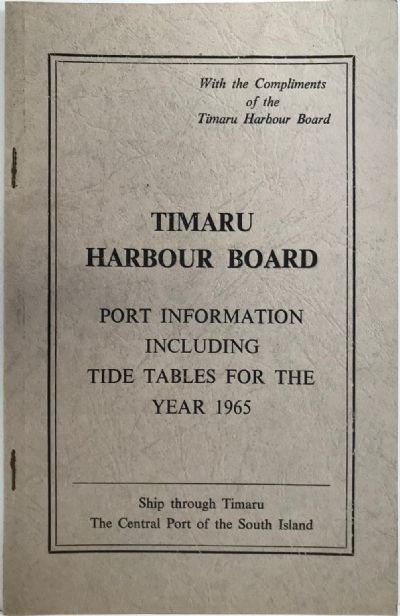 With the Compliments
of the
Timaru Harbour Board
TIMARU
HARBOUR BOARD
PORT INFORMATION
INCLUDING
TIDE TABLES FOR THE
YEAR 1965
Ship through Timaru
The Central Port of the South Island